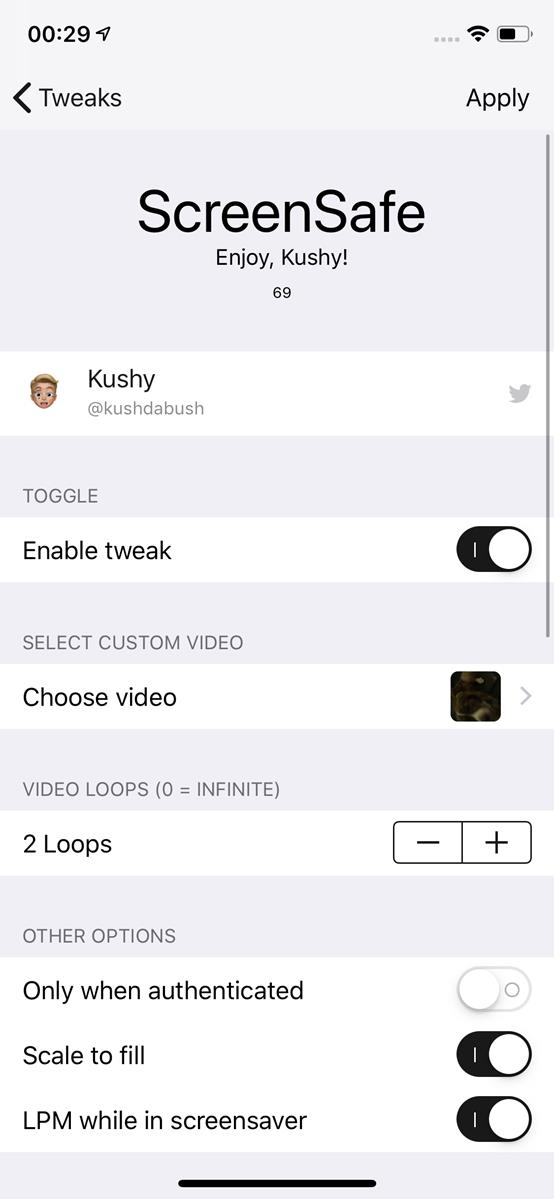 00:29
Tweaks
Apply
ScreenSafe
Enjoy, Kushy!
69
Kushy
@kushdabush
TOGGLE
Enable tweak
SELECT CUSTOM VIDEO
Choose video
VIDEO LOOPS (0 = INFINITE)
2 Loops
OTHER OPTIONS
Only when authenticated
Scale to fill
LPM while in screensaver